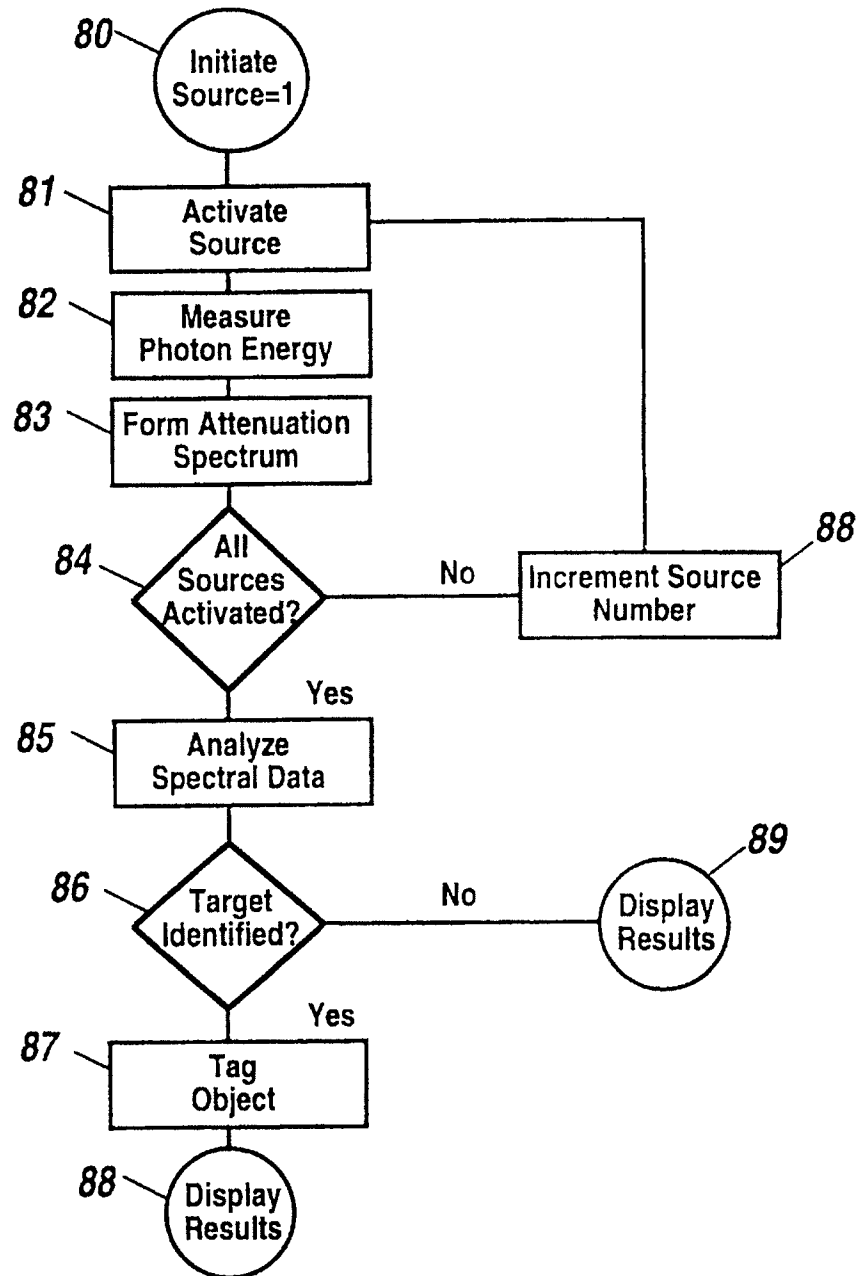 80
Initiate
Source=1
81
Activate
Source
82
Measure
Photon Energy
83
Form Attenuation
Spectrum
84
All
Sources
Activated?
No
88
Increment Source
Number
Yes
85
Analyze
Spectral Data
86
Target
Identified?
No
89
Display
Results
Yes
87
Tag
Object
88
Display
Results